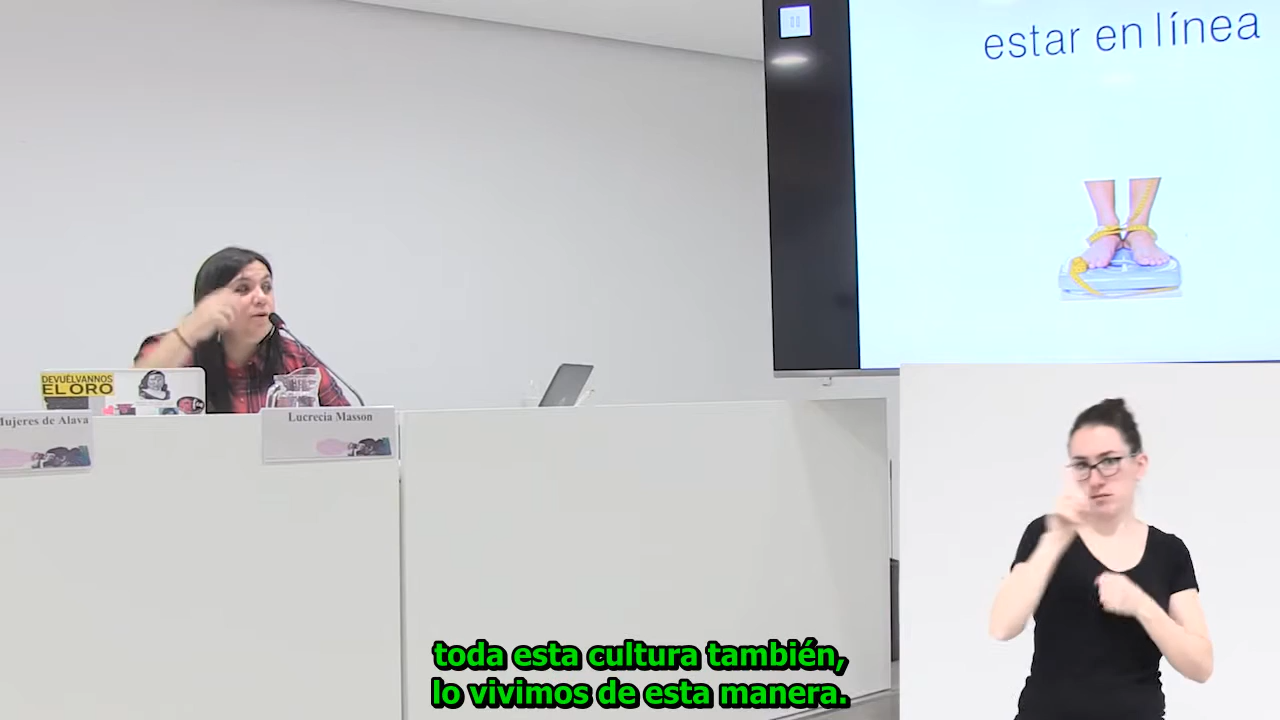 estar en línea
DEVUÉLVANNOS
EL ORO
Mujeres de Alava
Lucrecia Masson
toda esta cultura también,
lo vivimos de esta manera.